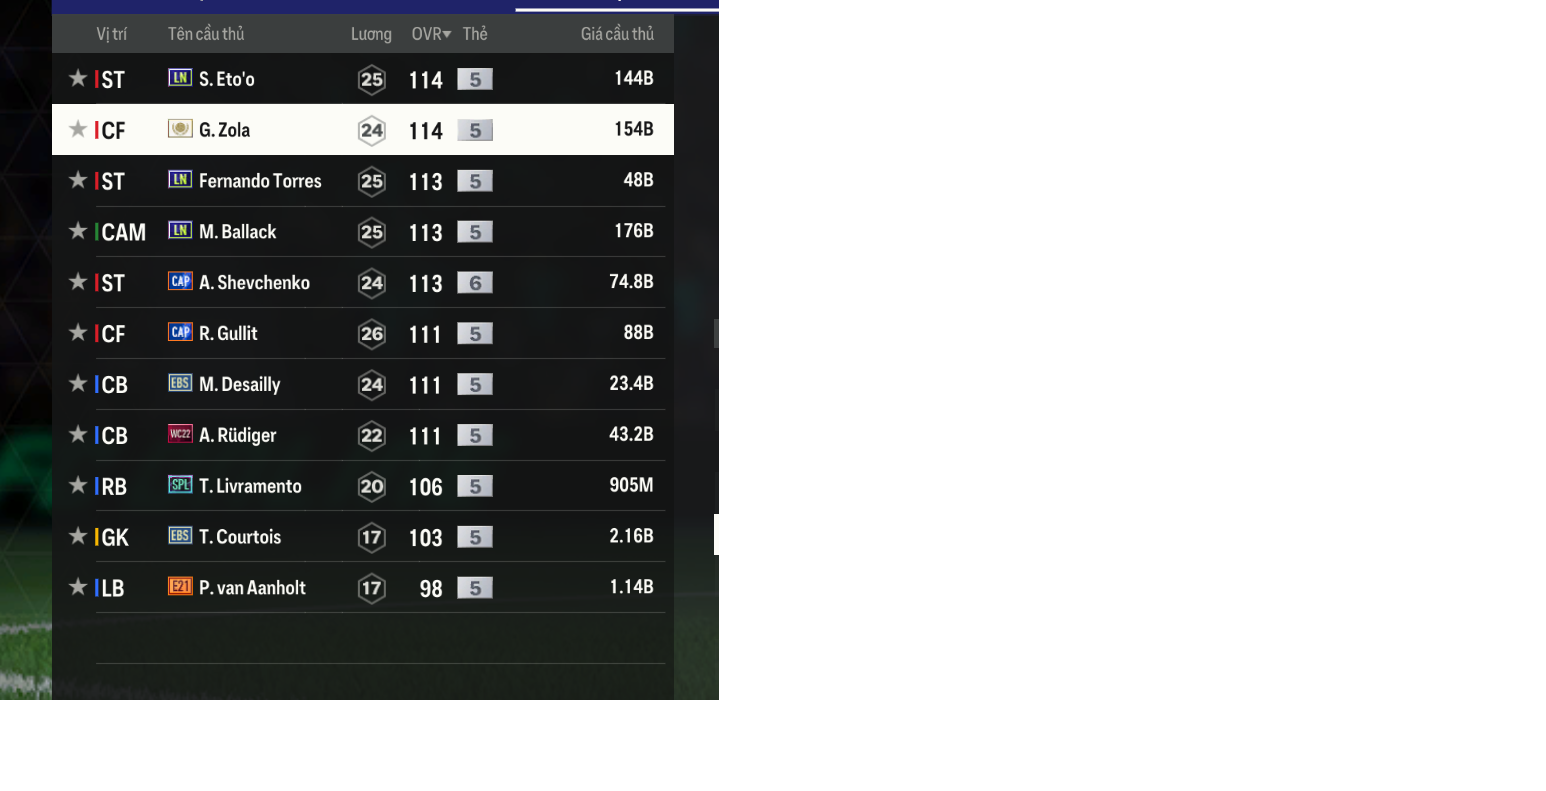 Vị trí Tên cầu thủ Lương OVR▼ Thẻ Giá cầu thủ
ST LN S. Eto'o 25 114 5 144B
CF G. Zola 24 114 5 154B
ST LN Fernando Torres 25 113 5 48B
CAM LN M. Ballack 25 113 5 176B
ST CAP A. Shevchenko 24 113 6 74.8B
CF CAP R. Gullit 26 111 5 88B
CB EBS M. Desailly 24 111 5 23.4B
CB WC22 A. Rüdiger 22 111 5 43.2B
RB SPL T. Livramento 20 106 5 905M
GK EBS T. Courtois 17 103 5 2.16B
LB E21 P. van Aanholt 17 98 5 1.14B